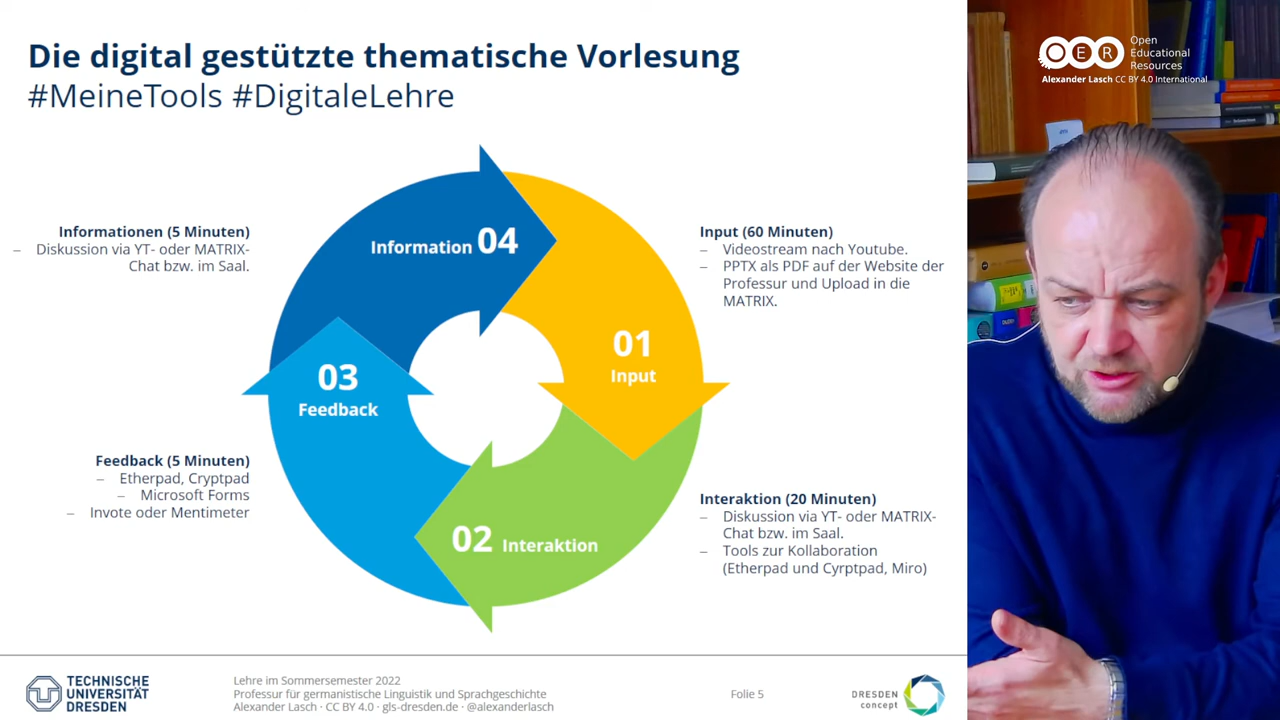 Die digital gestützte thematische Vorlesung
#MeineTools #DigitaleLehre
Open
Educational
Resources
OER
Alexander Lasch CC BY 4.0 International
Informationen (5 Minuten)
– Diskussion via YT- oder MATRIX-
Chat bzw. im Saal.
Information 04
Input (60 Minuten)
– Videostream nach Youtube.
– PPTX als PDF auf der Website der
Professur und Upload in die
MATRIX.
01
Input
03
Feedback
Feedback (5 Minuten)
– Etherpad, Cryptpad
– Microsoft Forms
– Invote oder Mentimeter
02 Interaktion
Interaktion (20 Minuten)
– Diskussion via YT- oder MATRIX-
Chat bzw. im Saal.
– Tools zur Kollaboration
(Etherpad und Cyrptpad, Miro)
TECHNISCHE
UNIVERSITÄT
DRESDEN
Lehre im Sommersemester 2022
Professur für germanistische Linguistik und Sprachgeschichte
Alexander Lasch · CC BY 4.0 · gls-dresden.de · @alexanderlasch
Folie 5
DRESDEN
concept